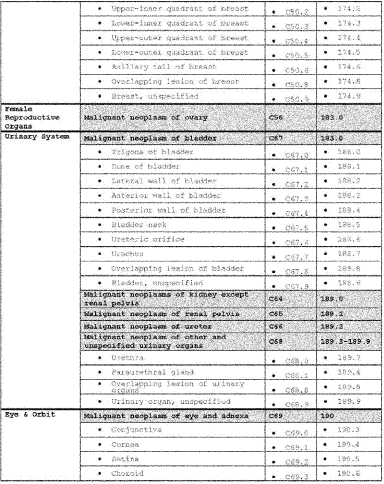 • Upper-inner quadrant of breast • C50.2 • 174.2
• Lower-inner quadrant of breast • C50.3 • 174.3
• Upper-outer quadrant of breast • C50.4 • 174.4
• Lower-outer quadrant of breast • C50.5 • 174.5
• Axillary tail of breast • C50.6 • 174.6
• Overlapping lesion of breast • C50.8 • 174.8
• Breast, unspecified • C50.9 • 174.9
Female Reproductive Organs Malignant neoplasm of ovary C56 183.0
Urinary System Malignant neoplasm of bladder C67 183.0
• Trigone of bladder • C67.0 • 188.0
• Dome of bladder • C67.1 • 188.1
• Lateral wall of bladder • C67.2 • 188.2
• Anterior wall of bladder • C67.3 • 188.3
• Posterior wall of bladder • C67.4 • 188.4
• Bladder neck • C67.5 • 188.5
• Ureteric orifice • C67.6 • 188.6
• Urachus • C67.7 • 188.7
• Overlapping lesion of bladder • C67.8 • 189.8
• Bladder, unspecified • C67.9 • 188.9
Malignant neoplasms of kidney except renal pelvis C64 189.0
Malignant neoplasm of renal pelvis C65 189.1
Malignant neoplasm of ureter C66 189.2
Malignant neoplasm of other and unspecified urinary organs C68 189.3-189.9
• Urethra • C68.0 • 189.3
• Paraurethral gland • C68.1 • 189.4
• Overlapping lesion of urinary organs • C68.8 • 189.8
• Urinary organ, unspecified • C68.9 • 189.9
Eye & Orbit Malignant neoplasm of eye and adnexa C69 190
• Conjunctiva • C69.0 • 190.3
• Cornea • C69.1 • 190.4
• Retina • C69.2 • 190.5
• Choroid • C69.3 • 190.6